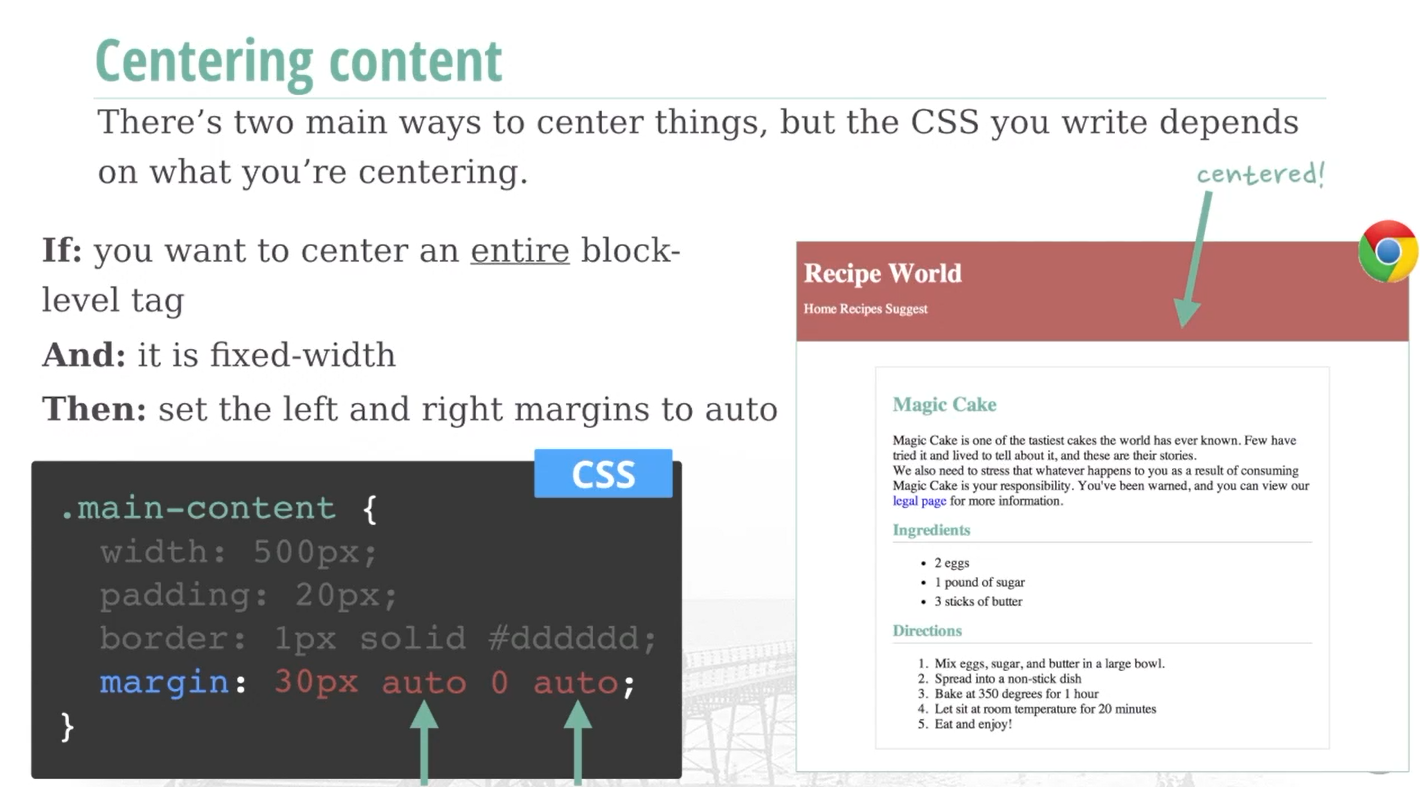 Centering content
There’s two main ways to center things, but the CSS you write depends
on what you’re centering.
centered!
If: you want to center an entire block-
level tag
And: it is fixed-width
Then: set the left and right margins to auto
CSS
.main-content {
width: 500px;
padding: 20px;
border: 1px solid #dddddd;
margin: 30px auto 0 auto;
}
Recipe World
Home Recipes Suggest
Magic Cake
Magic Cake is one of the tastiest cakes the world has ever known. Few have
tried it and lived to tell about it, and these are their stories.
We also need to stress that whatever happens to you as a result of consuming
Magic Cake is your responsibility. You've been warned, and you can view our
legal page for more information.
Ingredients
• 2 eggs
• 1 pound of sugar
• 3 sticks of butter
Directions
1. Mix eggs, sugar, and butter in a large bowl.
2. Spread into a non-stick dish
3. Bake at 350 degrees for 1 hour
4. Let sit at room temperature for 20 minutes
5. Eat and enjoy!